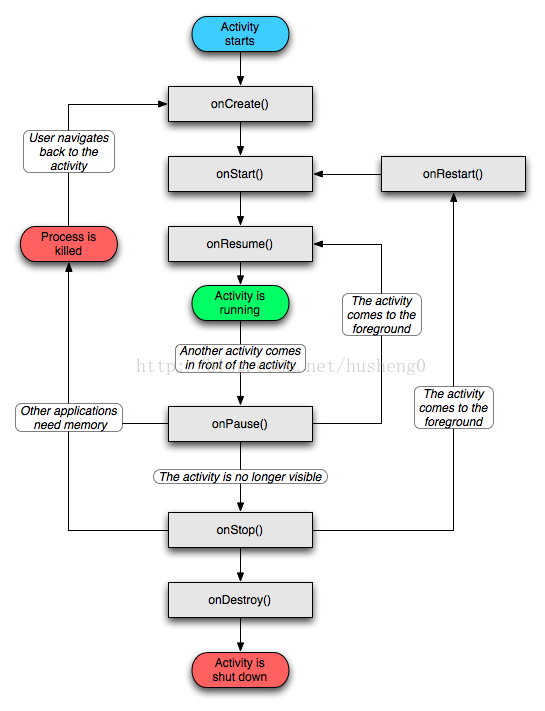 Activity
starts
onCreate()
User navigates
back to the
activity
onStart()
onRestart()
onResume()
Process is
killed
Activity is
running
The activity
comes to the
foreground
Another activity comes
in front of the activity
http://
.net/husheng0
The activity
comes to the
foreground
Other applications
need memory
onPause()
The activity is no longer visible
onStop()
onDestroy()
Activity is
shut down